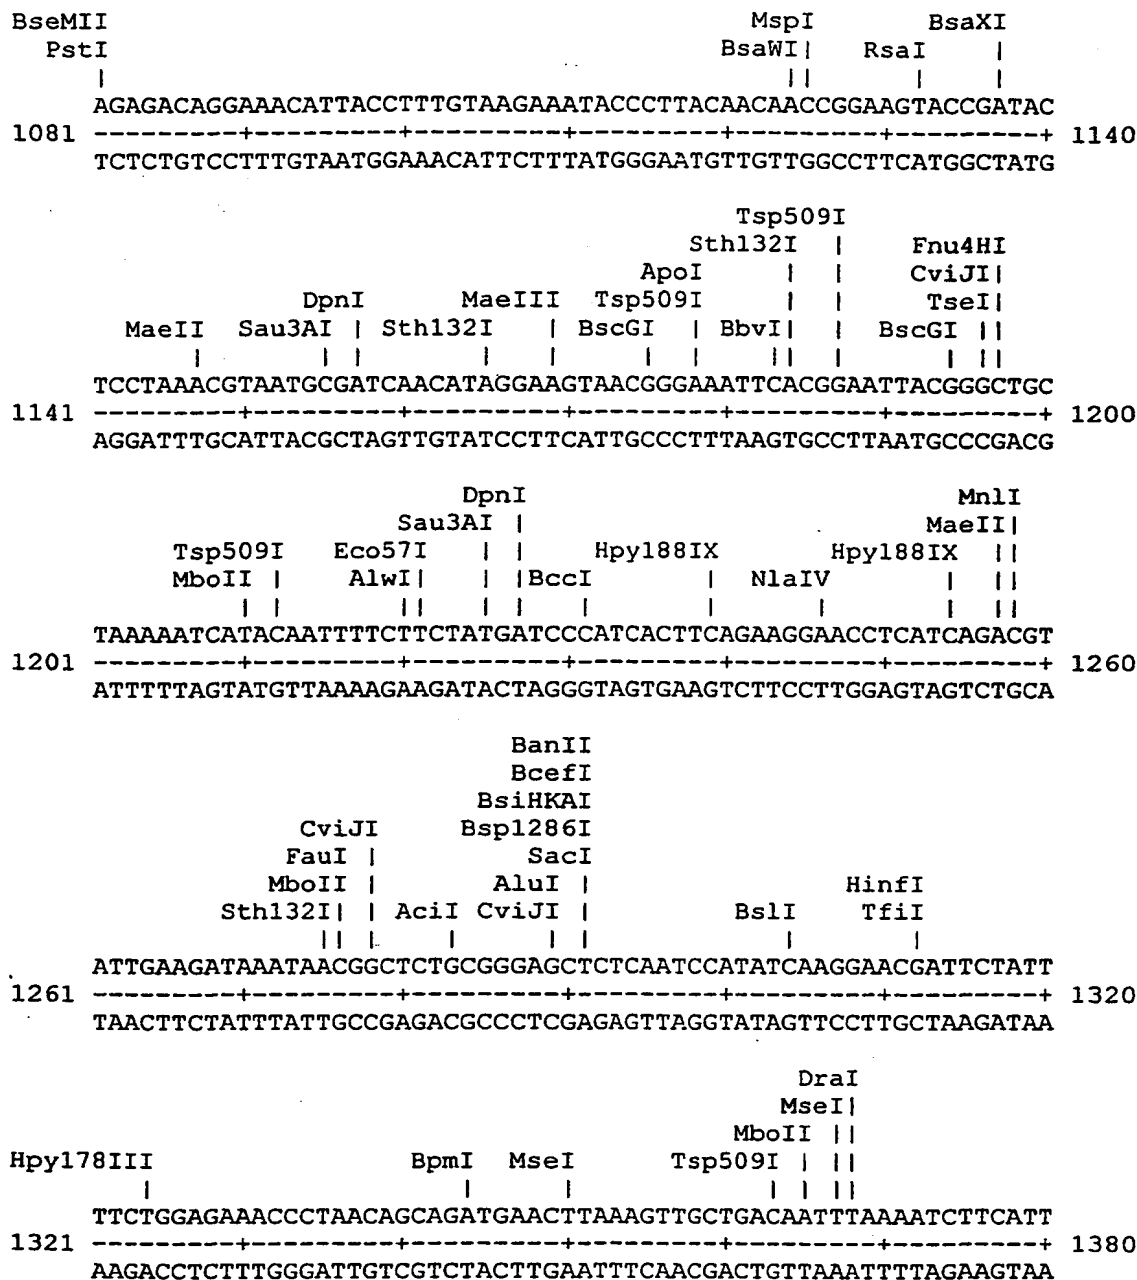 BseMII MspI BsaXI
PstI BsaWI| RsaI |
| || | |
AGAGACAGGAAACATTACCTTTGTAAGAAATACCCTTACAACAACCGGAAGTACCGATAC
1081 ---------+---------+---------+---------+---------+---------+ 1140
TCTCTGTCCTTTGTAATGGAAACATTCTTTATGGGAATGTTGTTGGCCTTCATGGCTATG
Tsp509I
Sth132I | Fnu4HI
ApoI | | CviJI|
DpnI MaeIII Tsp509I | | TseI||
MaeII Sau3AI | Sth132I | BscGI | BbvI| | BscGI ||
| | | | | | | || | | ||
TCCTAAACGTAATGCGATCAACATAGGAAGTAACGGGAAATTCACGGAATTACGGGCTGC
1141 ---------+---------+---------+---------+---------+---------+ 1200
AGGATTTGCATTACGCTAGTTGTATCCTTCATTGCCCTTTAAGTGCCTTAATGCCCGACG
DpnI MnlI
Sau3AI | MaeII|
Tsp509I Eco57I | | Hpy188IX Hpy188IX ||
MboII | AlwI| | |BccI | NlaIV | ||
| | || | | | | | | ||
TAAAAATCATACAATTTTCTTCTATGATCCCATCACTTCAGAAGGAACCTCATCAGACGT
1201 ---------+---------+---------+---------+---------+---------+ 1260
ATTTTTAGTATGTTAAAAGAAGATACTAGGGTAGTGAAGTCTTCCTTGGAGTAGTCTGCA
BanII
BcefI
BsiHKAI
CviJI Bsp1286I
FauI | SacI
MboII | AluI | HinfI
Sth132I| | AciI CviJI | BslI TfiI
|| | | | | | |
ATTGAAGATAAATAACGGCTCTGCGGGAGCTCTCAATCCATATCAAGGAACGATTCTATT
1261 ---------+---------+---------+---------+---------+---------+ 1320
TAACTTCTATTTATTGCCGAGACGCCCTCGAGAGTTAGGTATAGTTCCTTGCTAAGATAA
DraI
MseI|
MboII ||
Hpy178III BpmI MseI Tsp509I | ||
| | | | | ||
TTCTGGAGAAACCCTAACAGCAGATGAACTTAAAGTTGCTGACAATTTAAAATCTTCATT
1321 ---------+---------+---------+---------+---------+---------+ 1380
AAGACCTCTTTGGGATTGTCGTCTACTTGAATTTCAACGACTGTTAAATTTTAGAAGTAA